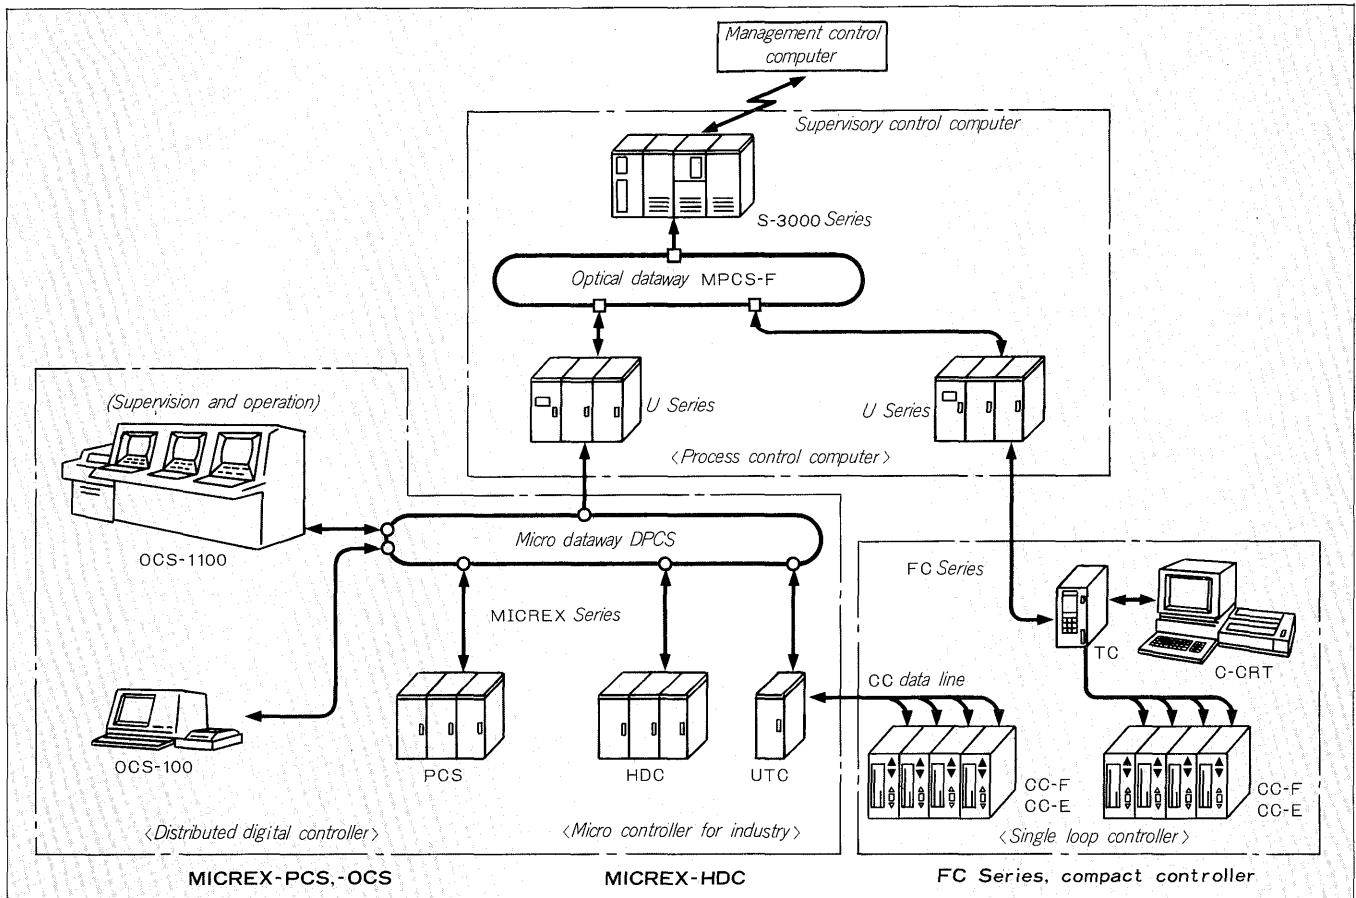 Management control
computer
Supervisory control computer
S-3000 Series
Optical dataway MPCS-F
U Series
U Series
<Process control computer>
(Supervision and operation)
OCS-1100
Micro dataway DPCS
MICREX Series
FC Series
TC
C-CRT
CC data line
OCS-100
PCS
HDC
UTC
CC-F
CC-E
CC-F
CC-E
<Distributed digital controller>
<Micro controller for industry>
<Single loop controller>
MICREX-PCS,-OCS
MICREX-HDC
FC Series, compact controller